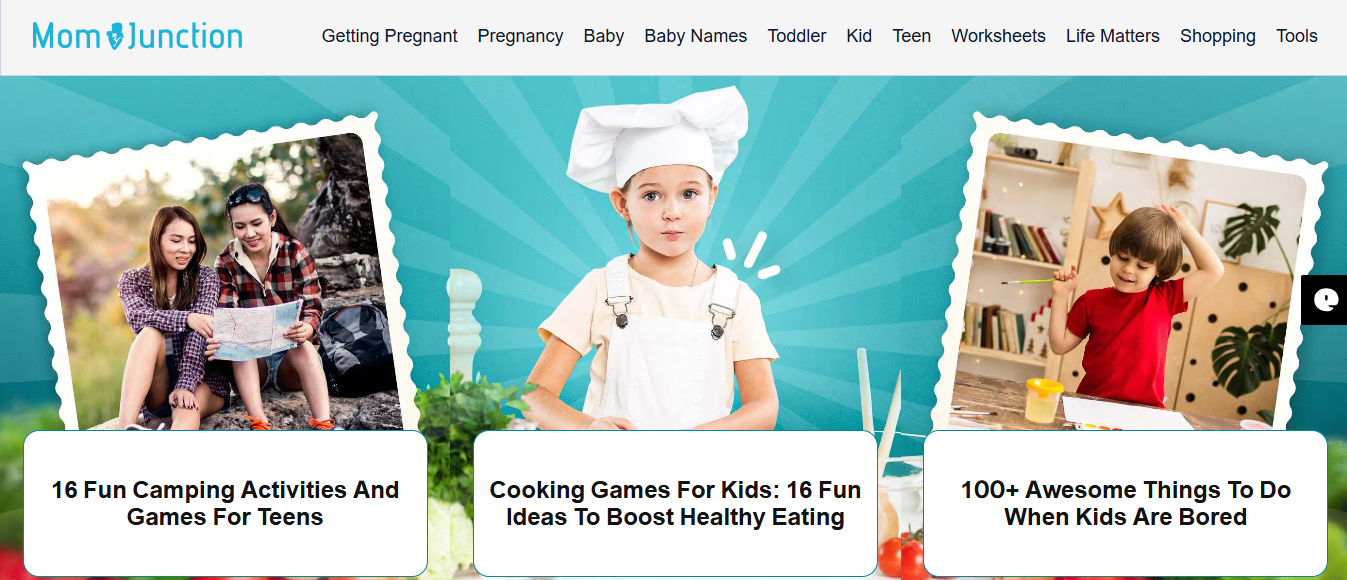 Mom Junction
Getting Pregnant Pregnancy Baby Baby Names Toddler Kid Teen Worksheets Life Matters Shopping Tools
16 Fun Camping Activities And
Games For Teens
Cooking Games For Kids: 16 Fun
Ideas To Boost Healthy Eating
100+ Awesome Things To Do
When Kids Are Bored